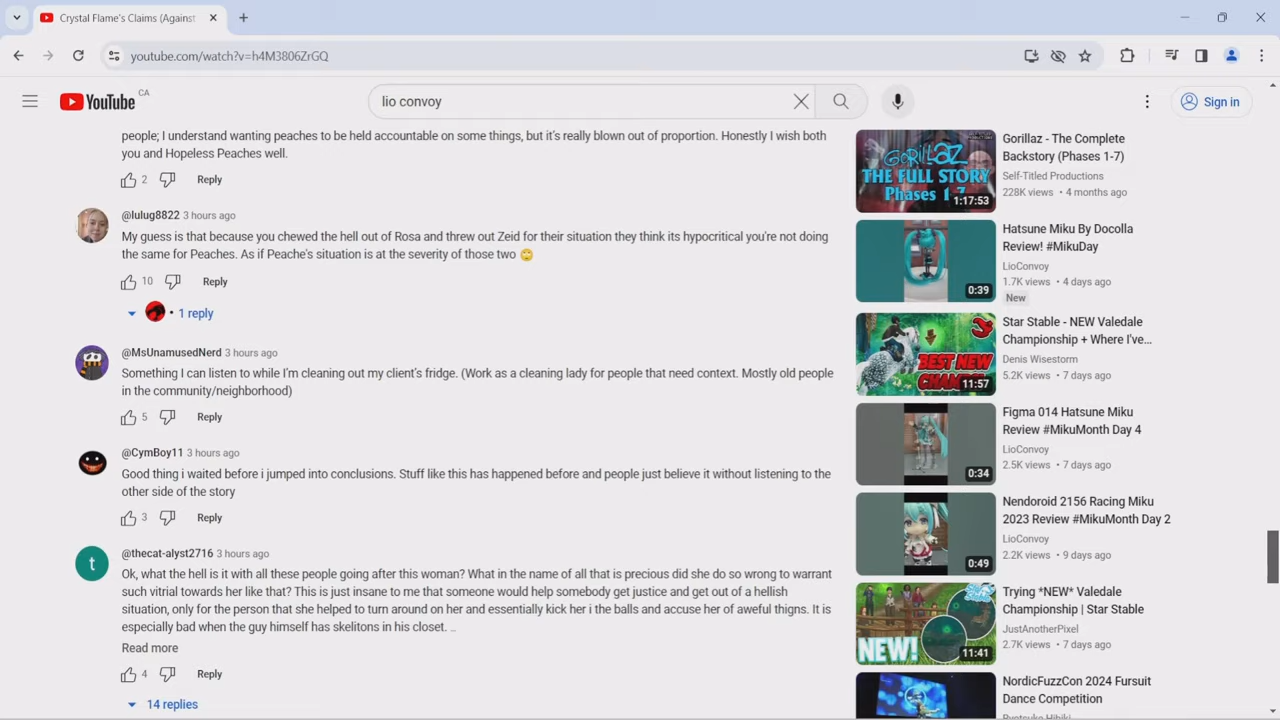 Crystal Flame's Claims (Against
youtube.com/watch?v=h4M3806ZrGQ
YouTube CA
lio convoy
Sign in
people; I understand wanting peaches to be held accountable on some things, but it's really blown out of proportion. Honestly I wish both
you and Hopeless Peaches well.
2 Reply
@lulug8822 3 hours ago
My guess is that because you chewed the hell out of Rosa and threw out Zeid for their situation they think its hypocritical you're not doing
the same for Peaches. As if Peache's situation is at the severity of those two 🙄
10 Reply
1 reply
@MsUnamusedNerd 3 hours ago
Something I can listen to while I'm cleaning out my client's fridge. (Work as a cleaning lady for people that need context. Mostly old people
in the community/neighborhood)
5 Reply
@CymBoy11 3 hours ago
Good thing i waited before i jumped into conclusions. Stuff like this has happened before and people just believe it without listening to the
other side of the story
3 Reply
t
@thecat-alyst2716 3 hours ago
Ok, what the hell is it with all these people going after this woman? What in the name of all that is precious did she do so wrong to warrant
such vitrial towards her like that? This is just insane to me that someone would help somebody get justice and get out of a hellish
situation, only for the person that she helped to turn around on her and essentially kick her i the balls and accuse her of aweful thigns. It is
especially bad when the guy himself has skelitons in his closet. ...
Read more
4 Reply
14 replies
GORILLAZ
THE FULL STORY
Phases 1-7
1:17:53
Gorillaz - The Complete
Backstory (Phases 1-7)
Self-Titled Productions
228K views • 4 months ago
0:39
Hatsune Miku By Docolla
Review! #MikuDay
LioConvoy
1.7K views • 4 days ago
New
BEST NEW
11:57
Star Stable - NEW Valedale
Championship + Where I've...
Denis Wisestorm
5.2K views • 7 days ago
0:34
Figma 014 Hatsune Miku
Review #MikuMonth Day 4
LioConvoy
2.5K views • 7 days ago
0:49
Nendoroid 2156 Racing Miku
2023 Review #MikuMonth Day 2
LioConvoy
2.2K views • 9 days ago
NEW!
11:41
Trying *NEW* Valedale
Championship | Star Stable
JustAnotherPixel
2.7K views • 7 days ago
NordicFuzzCon 2024 Fursuit
Dance Competition
Ryotsuke Hibiki